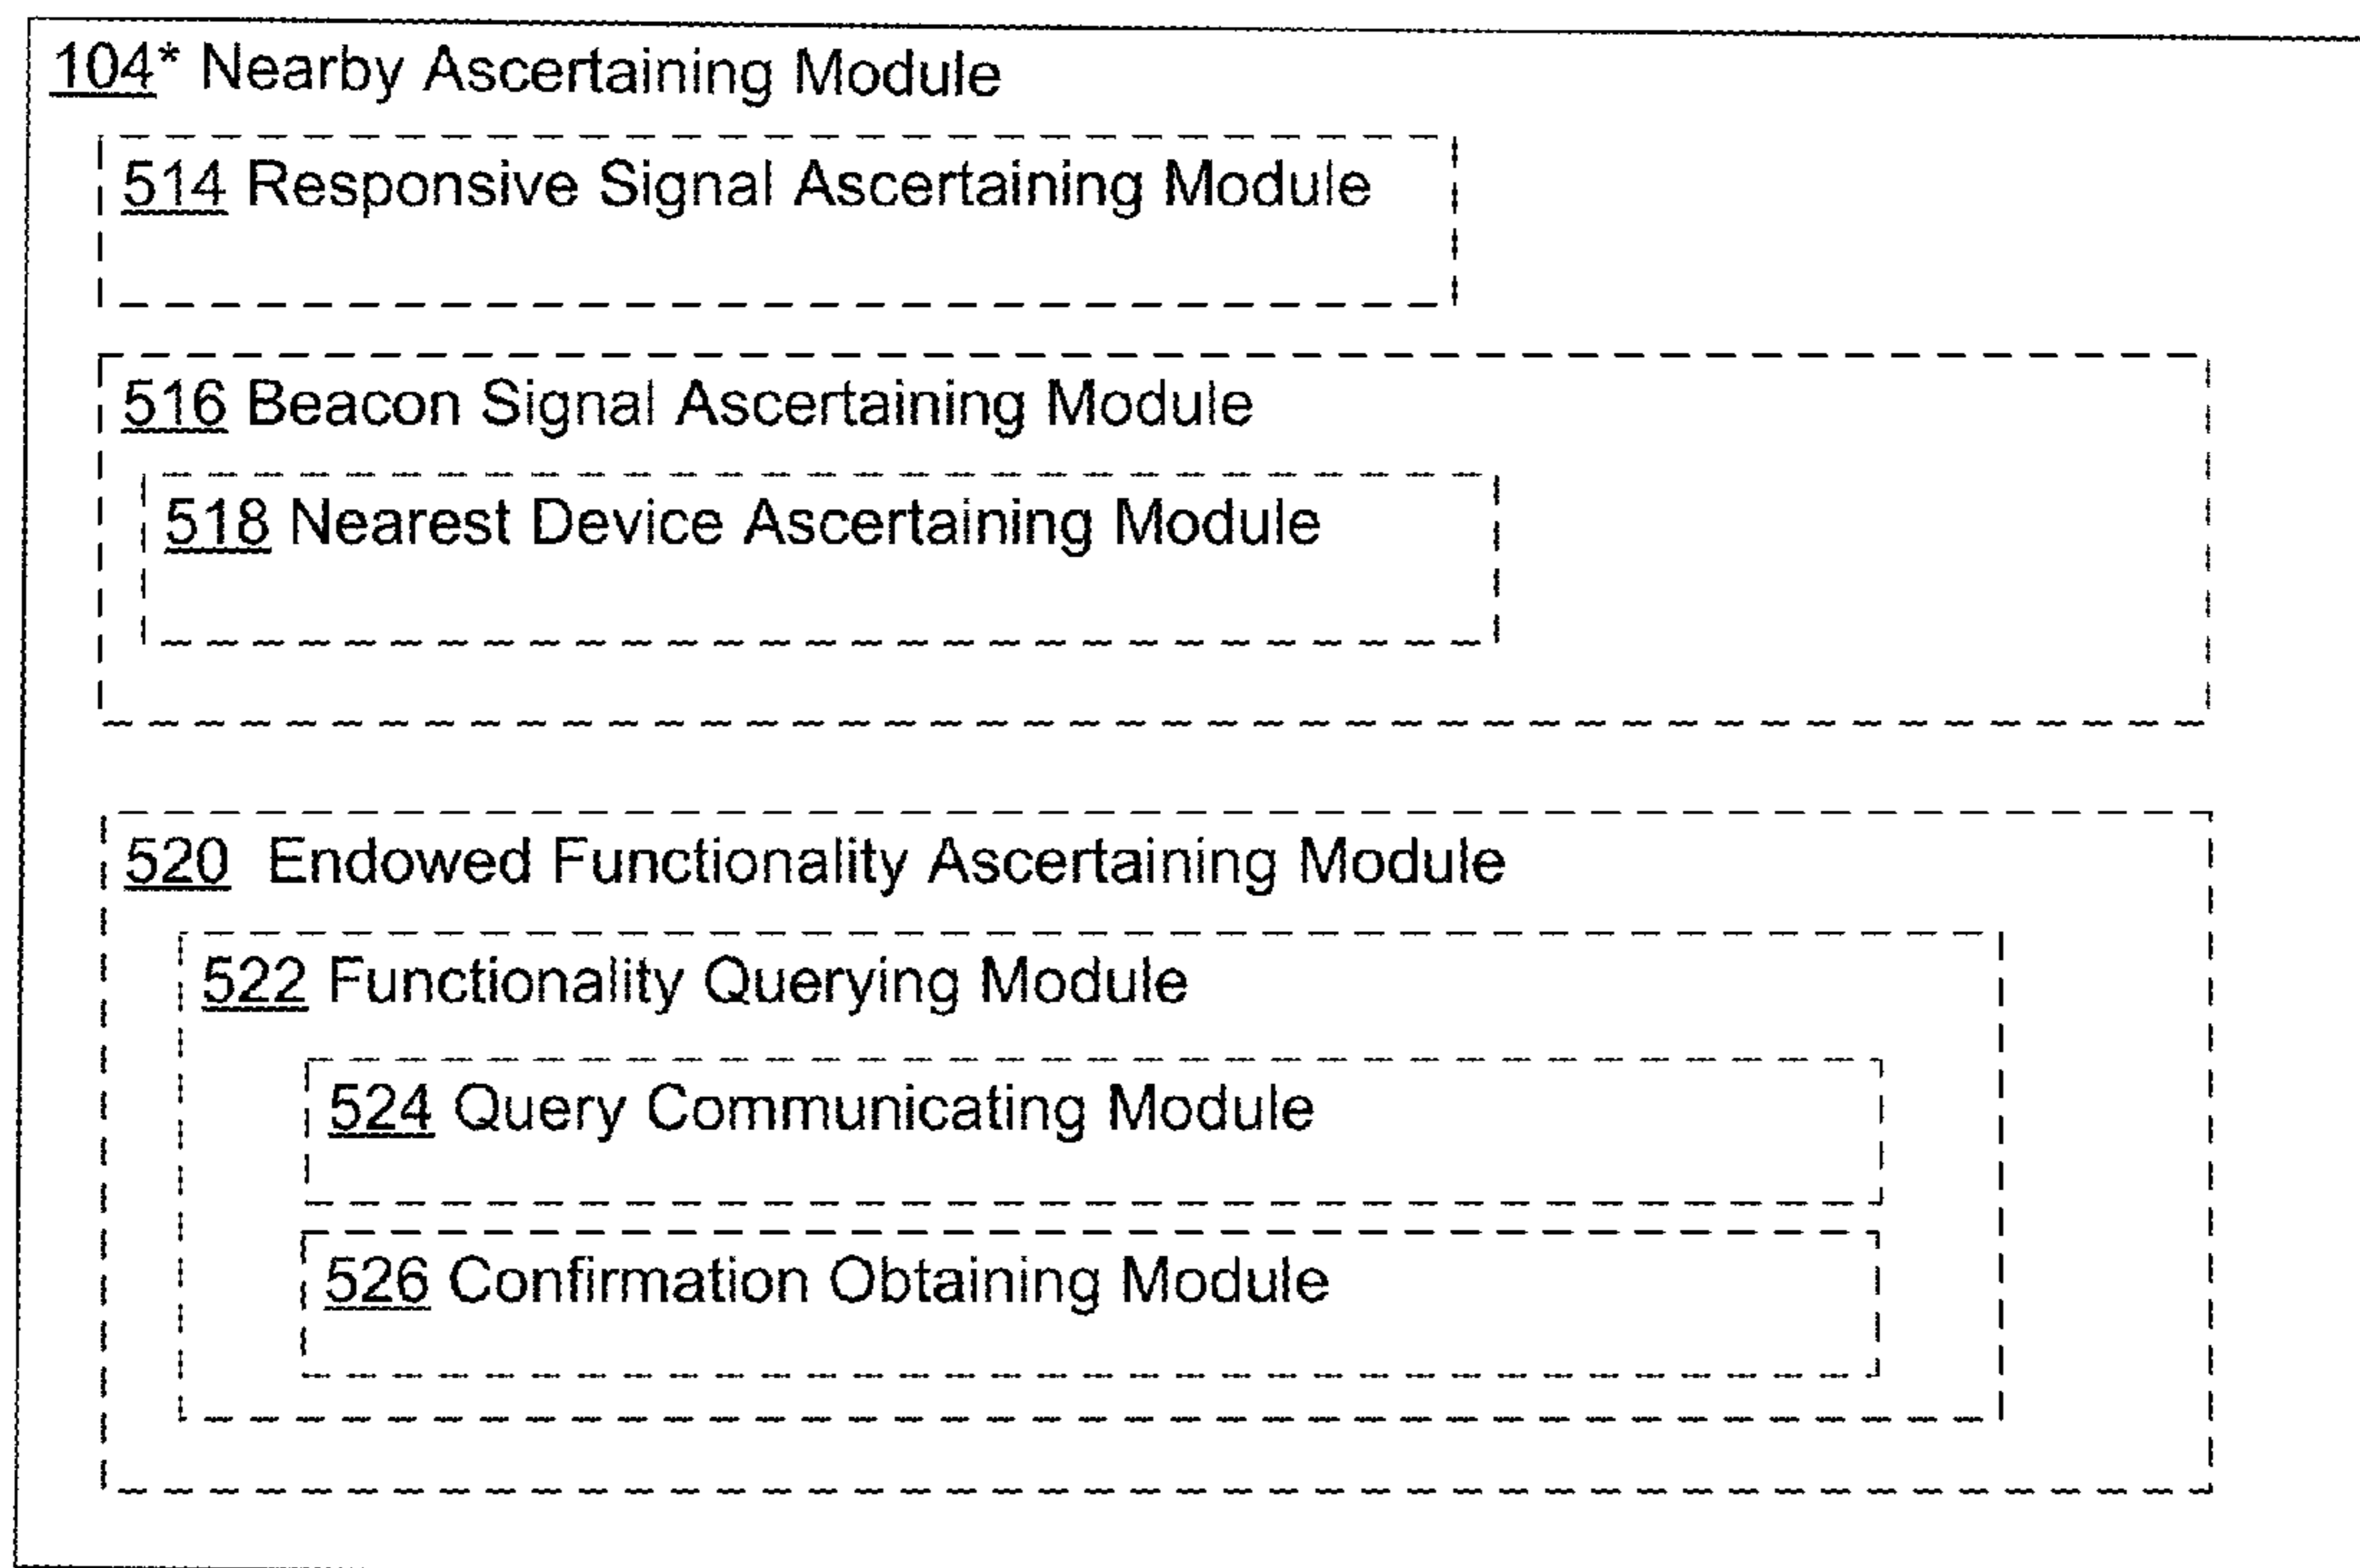 104* Nearby Ascertaining Module
514 Responsive Signal Ascertaining Module
516 Beacon Signal Ascertaining Module
518 Nearest Device Ascertaining Module
520 Endowed Functionality Ascertaining Module
522 Functionality Querying Module
524 Query Communicating Module
526 Confirmation Obtaining Module